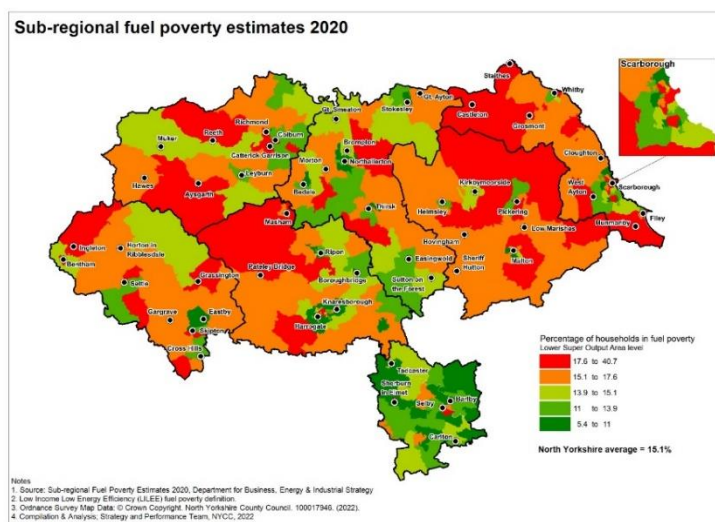 Sub-regional fuel poverty estimates 2020
Scarborough
Staithes
Whitby
Gt. Ayton
Stokesley
Gt. Smeaton
Castleton
Grosmont
Richmond
Colburn
Reeth
Muker
Catterick Garrison
Brompton
Northallerton
Morton
Cloughton
Hawes
Aysgarth
Leyburn
Bedale
Kirkbymoorside
West Ayton
Scarborough
Helmsley
Pickering
Thirsk
Masham
Filey
Hunmanby
Low Marishes
Hovingham
Ingleton
Horton in Ribblesdale
Bentham
Ripon
Easingwold
Sheriff Hutton
Malton
Settle
Grassington
Pateley Bridge
Boroughbridge
Sutton on the Forest
Gargrave
Eastby
Knaresborough
Harrogate
Skipton
Cross Hills
Tadcaster
Sherburn in Elmet
Selby
Barlby
Carlton
Percentage of households in fuel poverty
Lower Super Output Area level
17.6 to 40.7
15.1 to 17.6
13.9 to 15.1
11 to 13.9
5.4 to 11
North Yorkshire average = 15.1%
Notes
1. Source: Sub-regional Fuel Poverty Estimates 2020, Department for Business, Energy & Industrial Strategy
2. Low Income Low Energy Efficiency (LILEE) fuel poverty definition.
3. Ordnance Survey Map Data: © Crown Copyright. North Yorkshire County Council. 100017946. (2022).
4. Compilation & Analysis, Strategy and Performance Team, NYCC, 2022